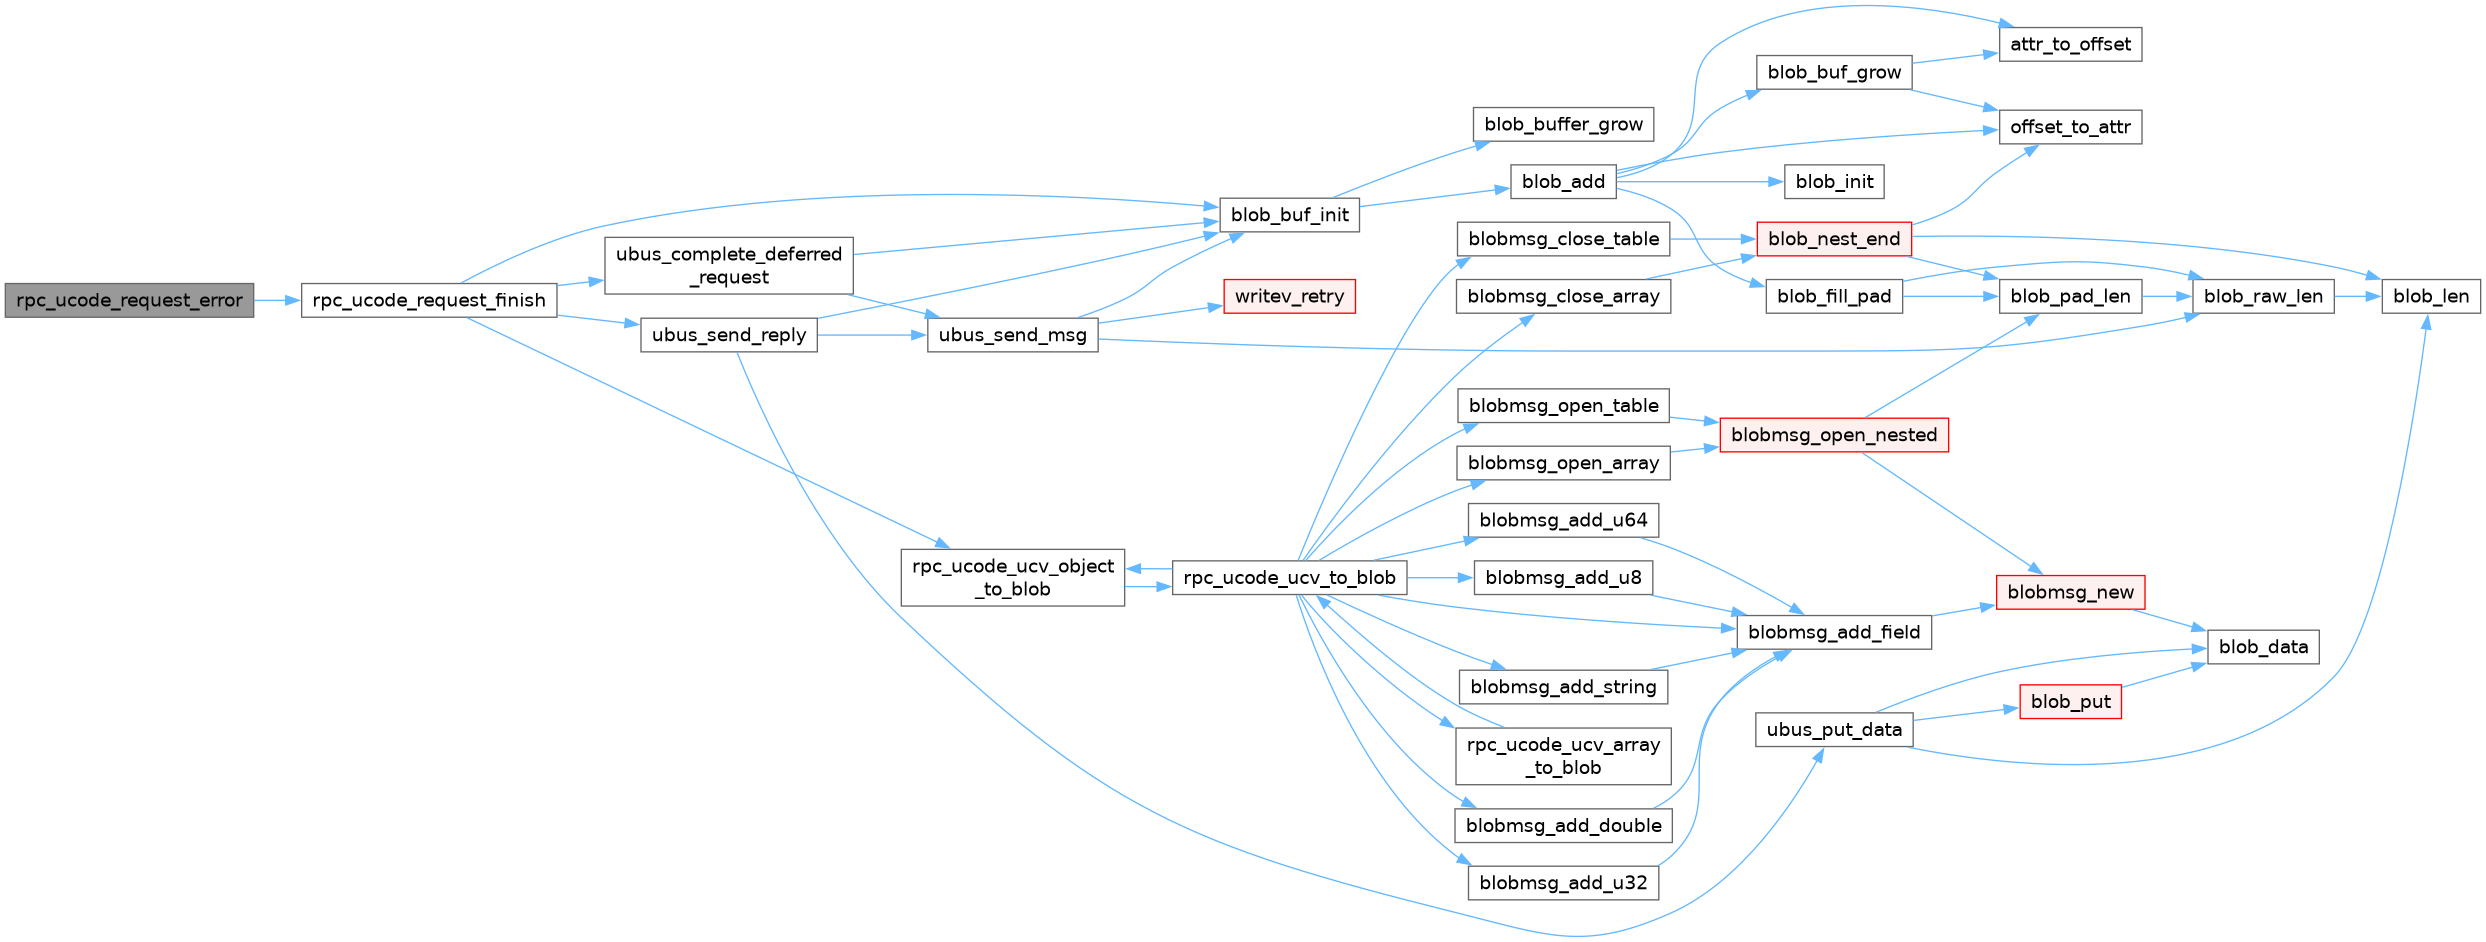 rpc_ucode_request_error
rpc_ucode_request_finish
ubus_complete_deferred
_request
ubus_send_reply
ubus_send_msg
rpc_ucode_ucv_object
_to_blob
rpc_ucode_ucv_to_blob
blob_buf_init
writev_retry
blob_buffer_grow
blob_add
blobmsg_close_table
blobmsg_close_array
blobmsg_open_table
blobmsg_open_array
blobmsg_add_u64
blobmsg_add_u8
blobmsg_add_string
rpc_ucode_ucv_array
_to_blob
blobmsg_add_double
blobmsg_add_u32
blob_buf_grow
blob_init
blob_nest_end
blob_fill_pad
blobmsg_open_nested
blobmsg_add_field
ubus_put_data
attr_to_offset
offset_to_attr
blob_pad_len
blobmsg_new
blob_put
blob_raw_len
blob_data
blob_len